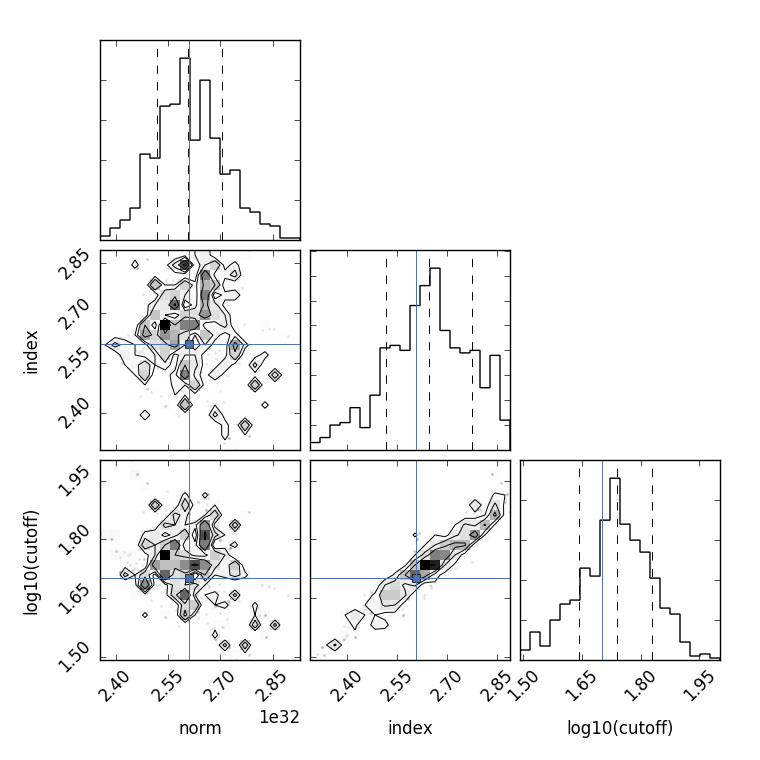 2.85
2.70
2.55
2.40
index
1.95
1.80
1.65
1.50
log10(cutoff)
2.40 2.55 2.70 2.85
1e32
norm
2.40 2.55 2.70 2.85
index
1.50 1.65 1.80 1.95
log10(cutoff)